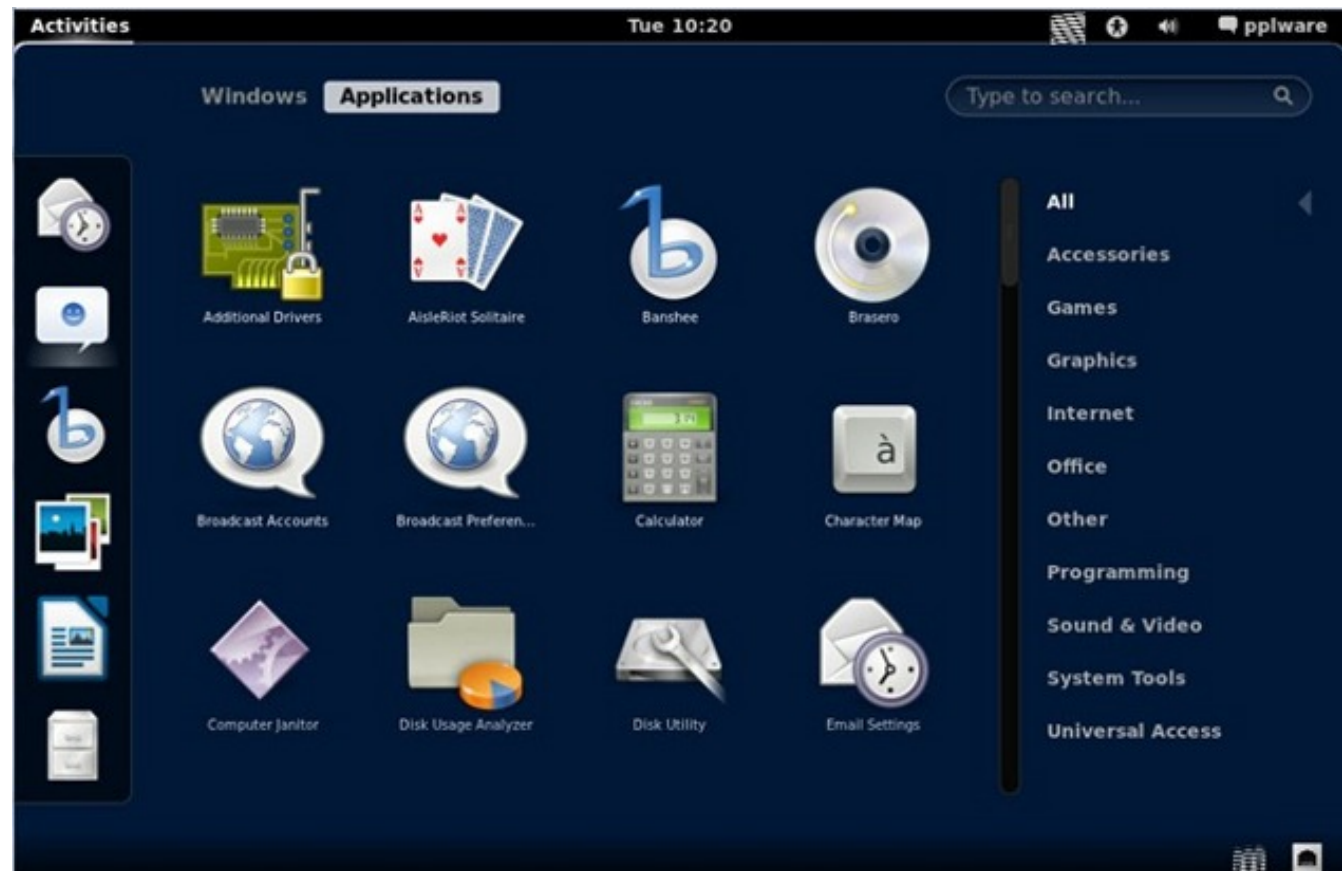 Activities Tue 10:20 pplware
Windows Applications Type to search...
Additional Drivers AisleRiot Solitaire Banshee Brasero
Broadcast Accounts Broadcast Preferen... Calculator Character Map
Computer Janitor Disk Usage Analyzer Disk Utility Email Settings
All
Accessories
Games
Graphics
Internet
Office
Other
Programming
Sound & Video
System Tools
Universal Access